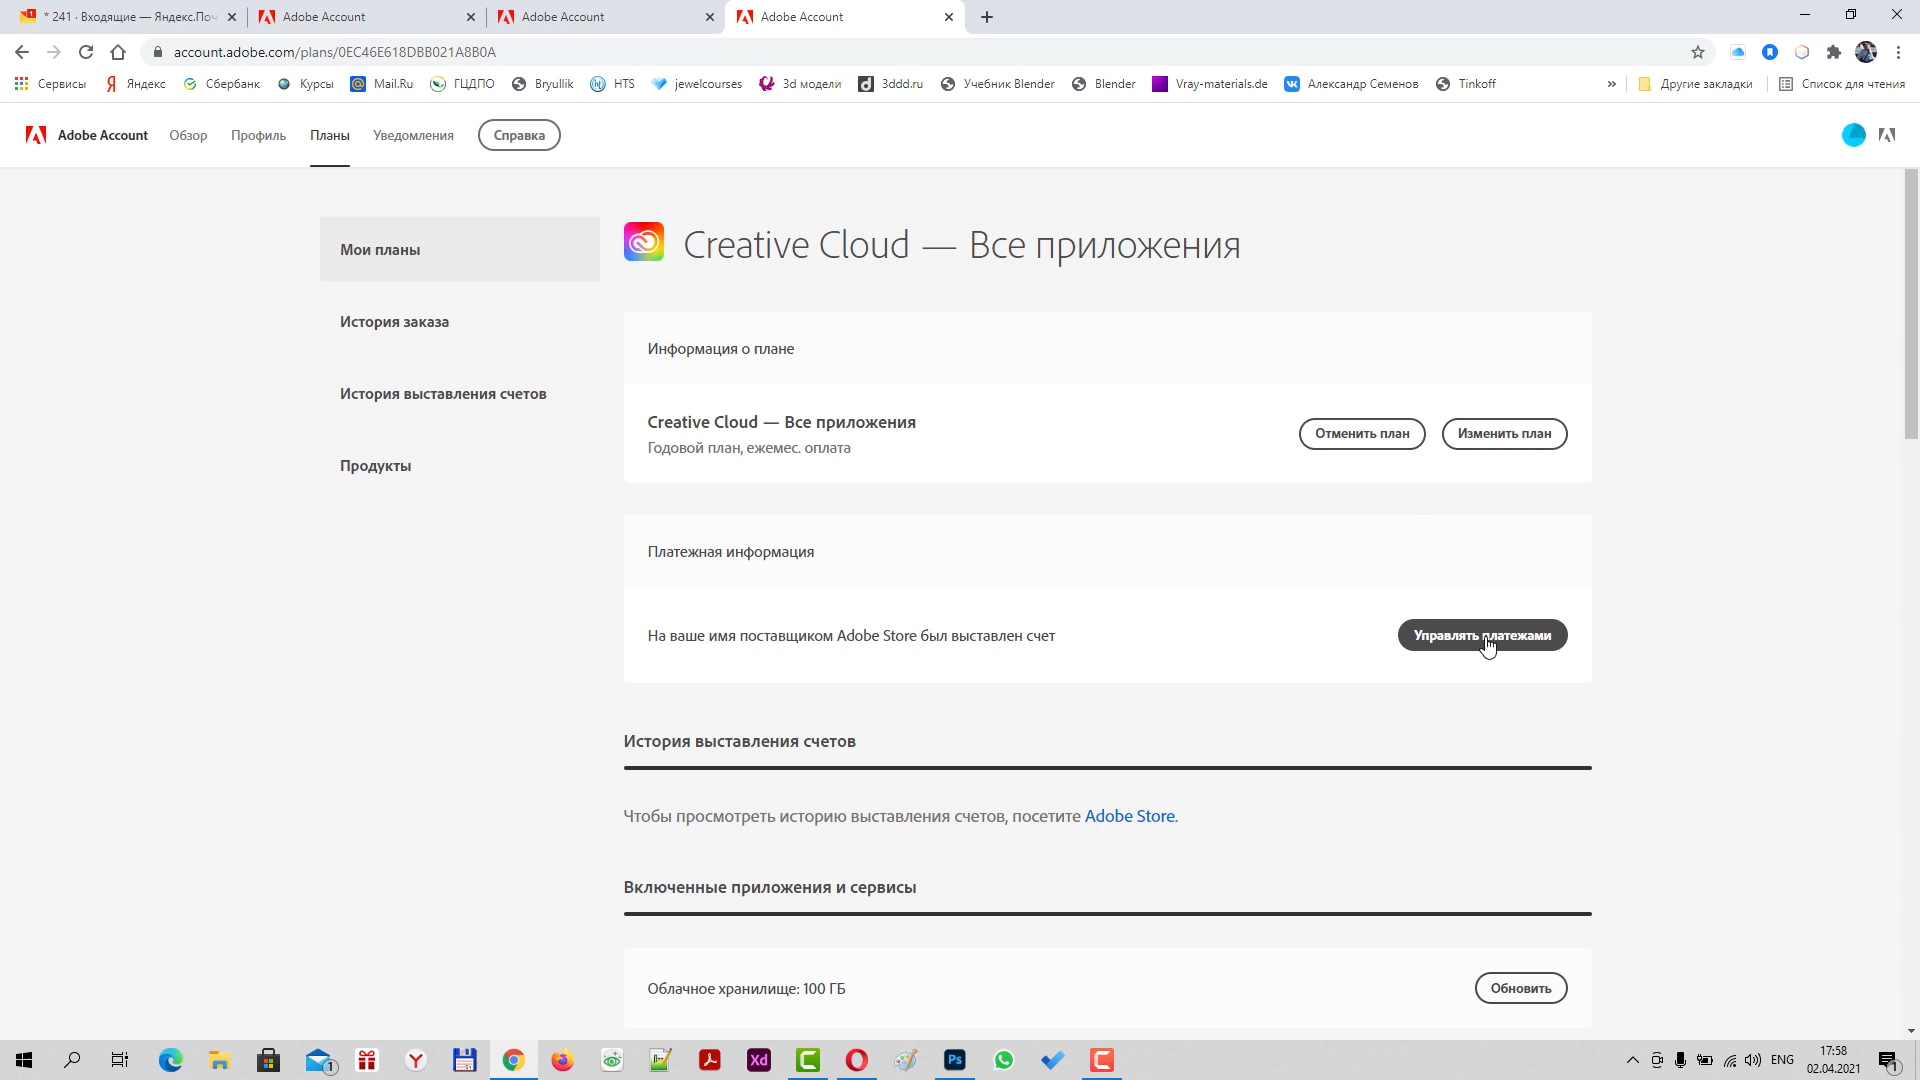 * 241 · Входящие — Яндекс.Поч
Adobe Account
Adobe Account
Adobe Account
account.adobe.com/plans/0EC46E618DBB021A8B0A
Сервисы
Яндекс
Сбербанк
Курсы
Mail.Ru
ГЦДПО
Bryullik
HTS
jewelcourses
3d модели
3ddd.ru
Учебник Blender
Blender
Vray-materials.de
Александр Семенов
Tinkoff
»
Другие закладки
Список для чтения
Adobe Account
Обзор
Профиль
Планы
Уведомления
Справка
Мои планы
История заказа
История выставления счетов
Продукты
Creative Cloud — Все приложения
Информация о плане
Creative Cloud — Все приложения
Годовой план, ежемес. оплата
Отменить план
Изменить план
Платежная информация
На ваше имя поставщиком Adobe Store был выставлен счет
Управлять платежами
История выставления счетов
Чтобы просмотреть историю выставления счетов, посетите Adobe Store.
Включенные приложения и сервисы
Облачное хранилище: 100 ГБ
Обновить
1
Xd
Ps
ENG
17:58
02.04.2021
1